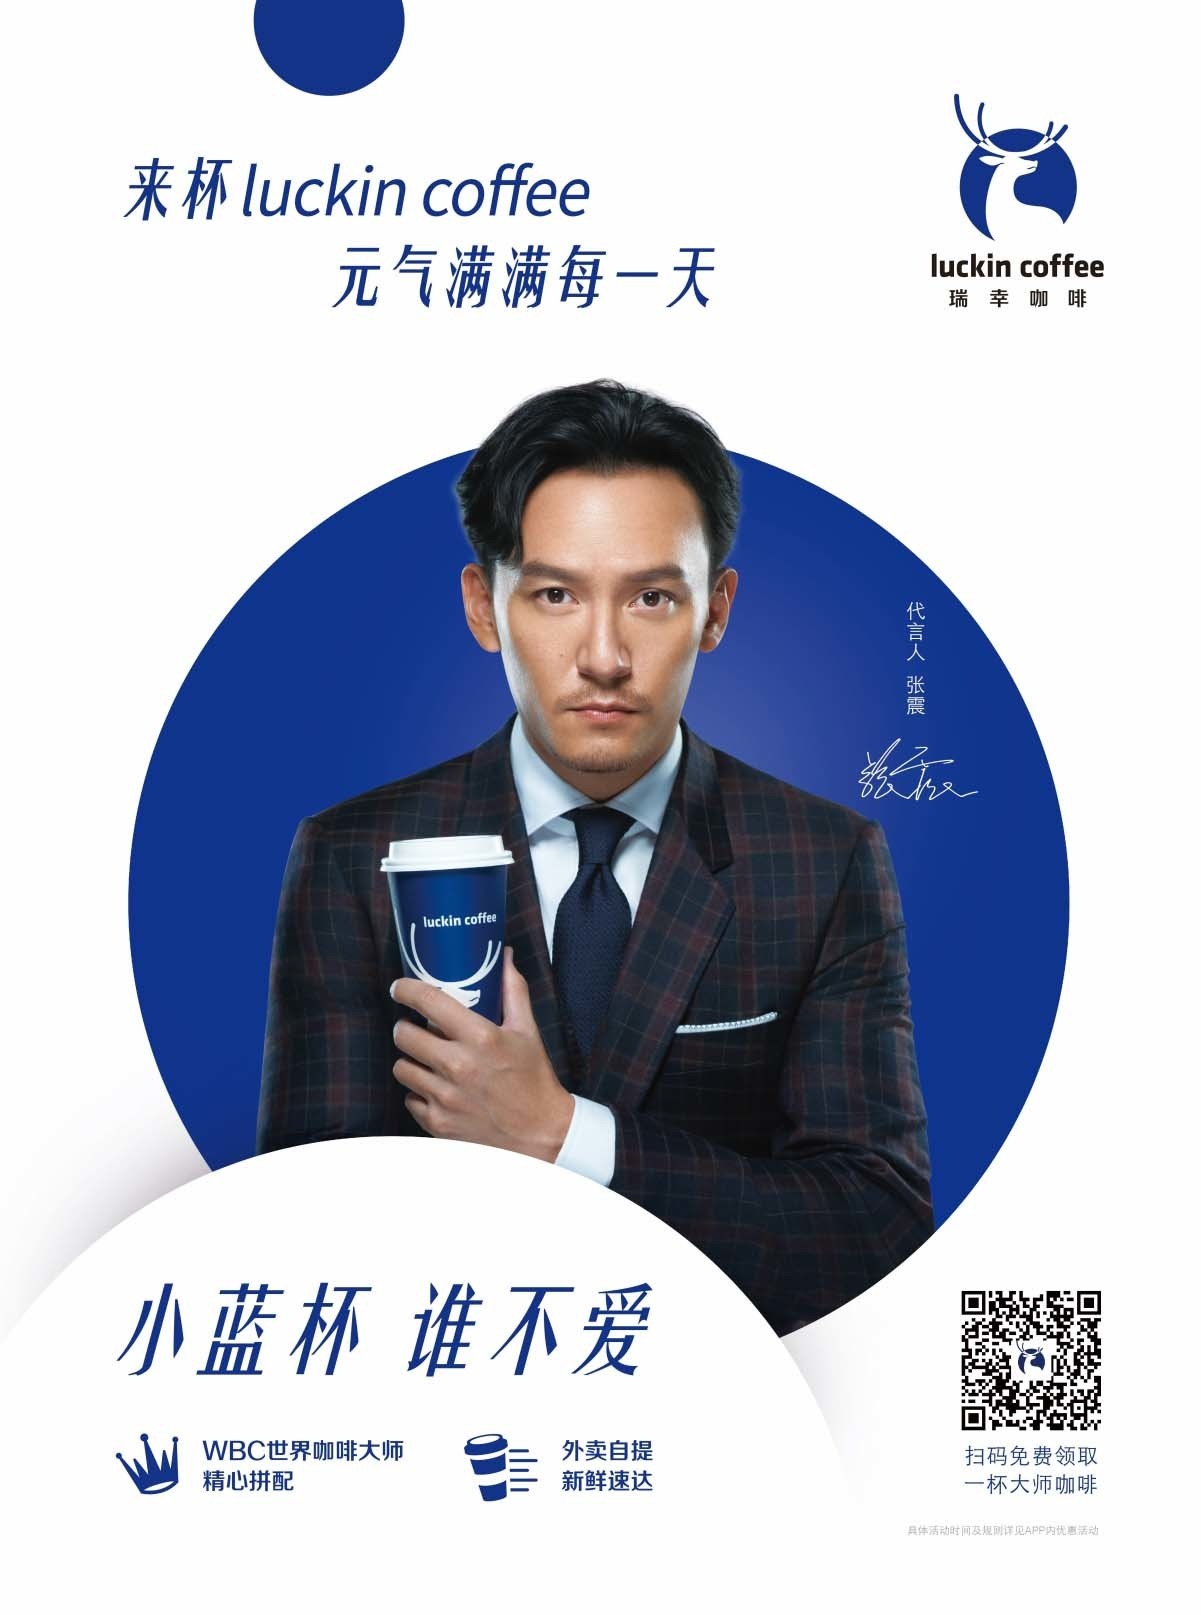 来杯luckin coffee
元气满满每一天
luckin coffee
瑞幸咖啡
代言人 张震
张震
luckin coffee
小蓝杯 谁不爱
WBC世界咖啡大师
精心拼配
外卖自提
新鲜速达
扫码免费领取
一杯大师咖啡
具体活动时间及规则详见APP内优惠活动